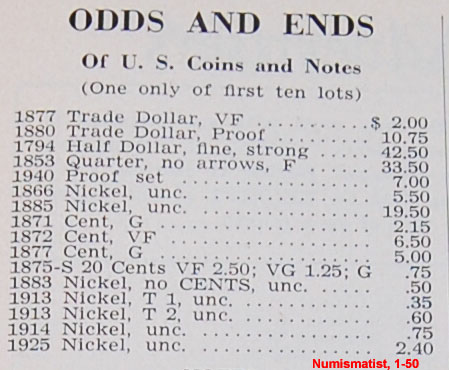 ODDS AND ENDS
Of U. S. Coins and Notes
(One only of first ten lots)
1877 Trade Dollar, VF ........... $ 2.00
1880 Trade Dollar, Proof ......... 10.75
1794 Half Dollar, fine, strong ...... 42.50
1853 Quarter, no arrows, F ....... 33.50
1940 Proof set .................... 7.00
1866 Nickel, unc. .................. 5.50
1885 Nickel, unc. ................. 19.50
1871 Cent, G ...................... 2.15
1872 Cent, VF ..................... 6.50
1877 Cent, G ...................... 5.00
1875-S 20 Cents VF 2.50; VG 1.25; G .75
1883 Nickel, no CENTS, unc. ...... .50
1913 Nickel, T 1, unc. ............ .35
1913 Nickel, T 2, unc. ............ .60
1914 Nickel, unc. ................. .75
1925 Nickel, unc. ................. 2.40
Numismatist, 1-50